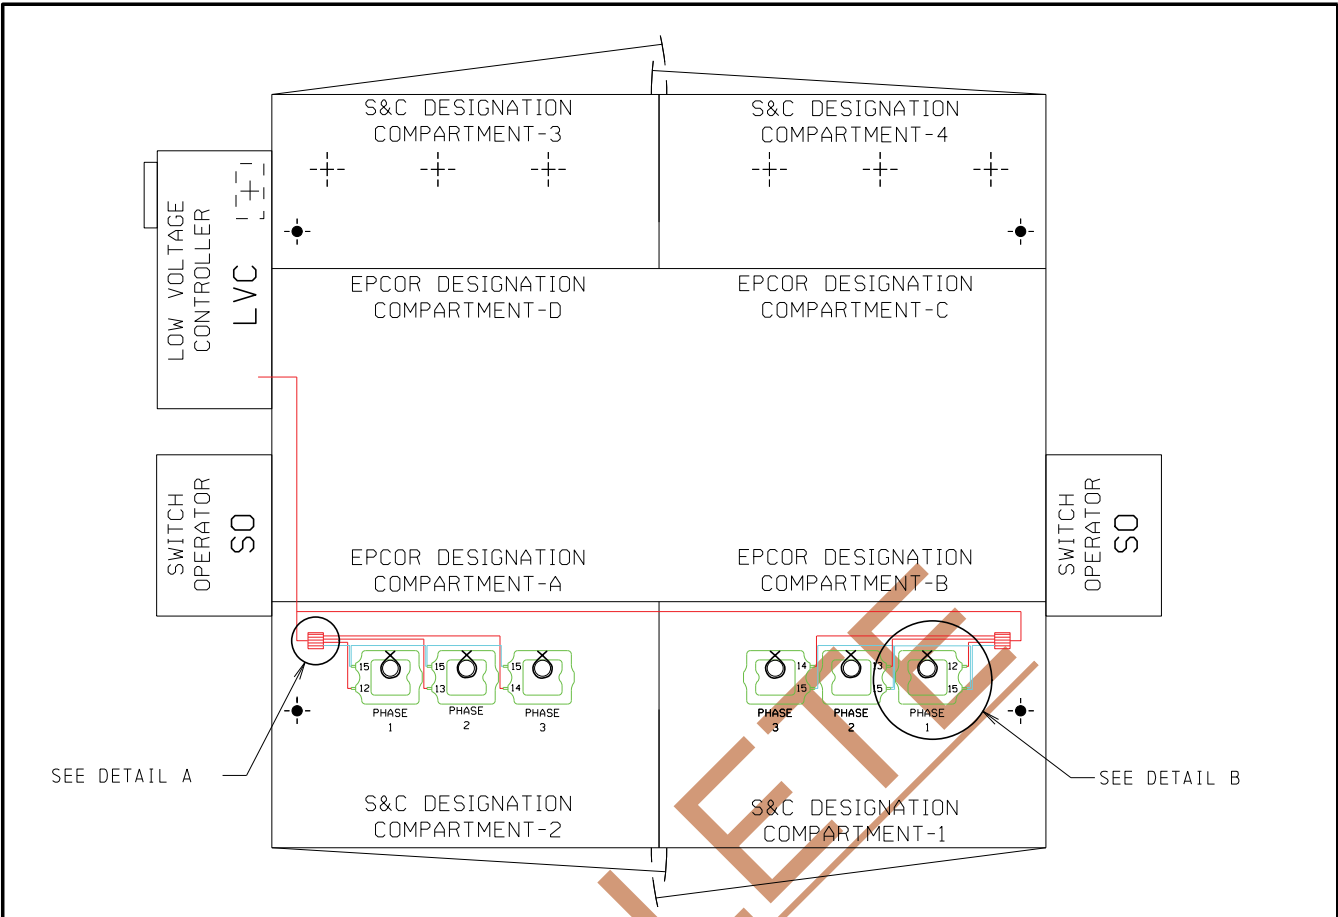 S&C DESIGNATION
COMPARTMENT-3
S&C DESIGNATION
COMPARTMENT-4
LOW VOLTAGE
CONTROLLER
LVC
EPCOR DESIGNATION
COMPARTMENT-D
EPCOR DESIGNATION
COMPARTMENT-C
SWITCH
OPERATOR
SO
SWITCH
OPERATOR
SO
EPCOR DESIGNATION
COMPARTMENT-A
EPCOR DESIGNATION
COMPARTMENT-B
15
12
PHASE
1
15
13
PHASE
2
15
14
PHASE
3
14
15
PHASE
3
13
15
PHASE
2
12
15
PHASE
1
SEE DETAIL A
SEE DETAIL B
S&C DESIGNATION
COMPARTMENT-2
S&C DESIGNATION
COMPARTMENT-1
LETE